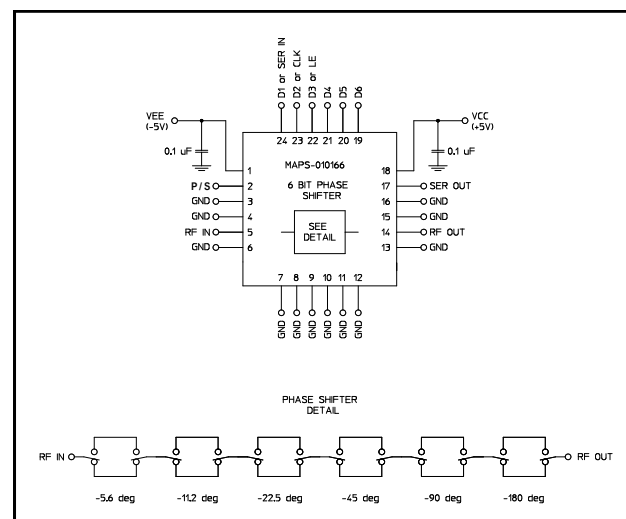 D1 or SER IN
D2 or CLK
D3 or LE
D4
D5
D6
VEE
(-5V)
VCC
(+5V)
24 23 22 21 20 19
0.1 uF
0.1 uF
MAPS-010166
6 BIT PHASE
SHIFTER
SEE
DETAIL
1
18
P/S 2
17 SER OUT
GND 3
16 GND
GND 4
15 GND
RF IN 5
14 RF OUT
GND 6
13 GND
7 8 9 10 11 12
GND GND GND GND GND GND
PHASE SHIFTER
DETAIL
RF IN
RF OUT
-5.6 deg -11.2 deg -22.5 deg -45 deg -90 deg -180 deg